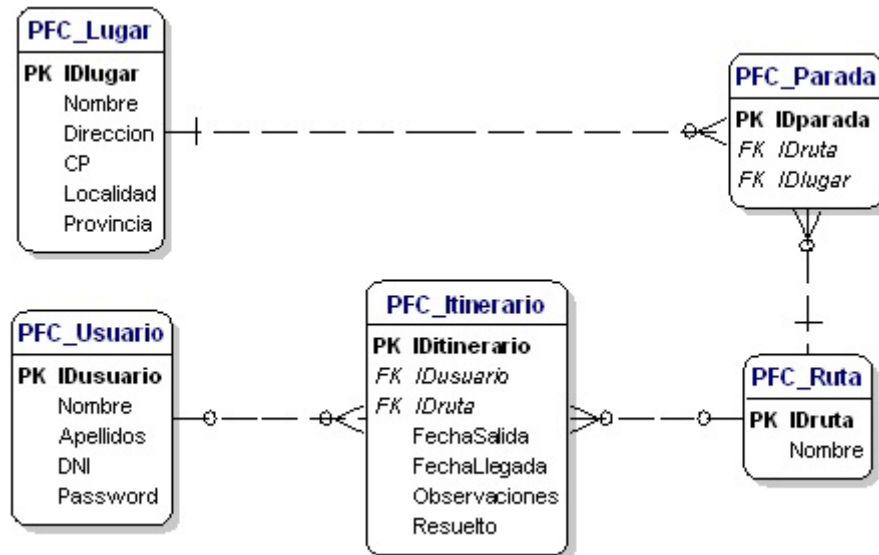 PFC_Lugar
PK IDlugar
Nombre
Direccion
CP
Localidad
Provincia
PFC_Parada
PK IDparada
FK IDruta
FK IDlugar
PFC_Usuario
PK IDusuario
Nombre
Apellidos
DNI
Password
PFC_Itinerario
PK IDitinerario
FK IDusuario
FK IDruta
FechaSalida
FechaLlegada
Observaciones
Resuelto
PFC_Ruta
PK IDruta
Nombre